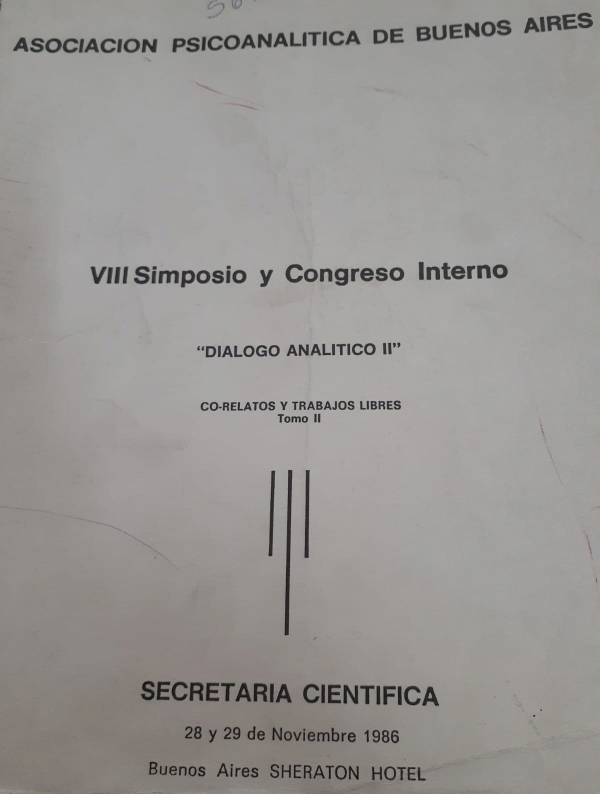 ASOCIACION PSICOANALITICA DE BUENOS AIRES
VIII Simposio y Congreso Interno
“DIALOGO ANALITICO II”
CO-RELATOS Y TRABAJOS LIBRES
Tomo II
SECRETARIA CIENTIFICA
28 y 29 de Noviembre 1986
Buenos Aires SHERATON HOTEL